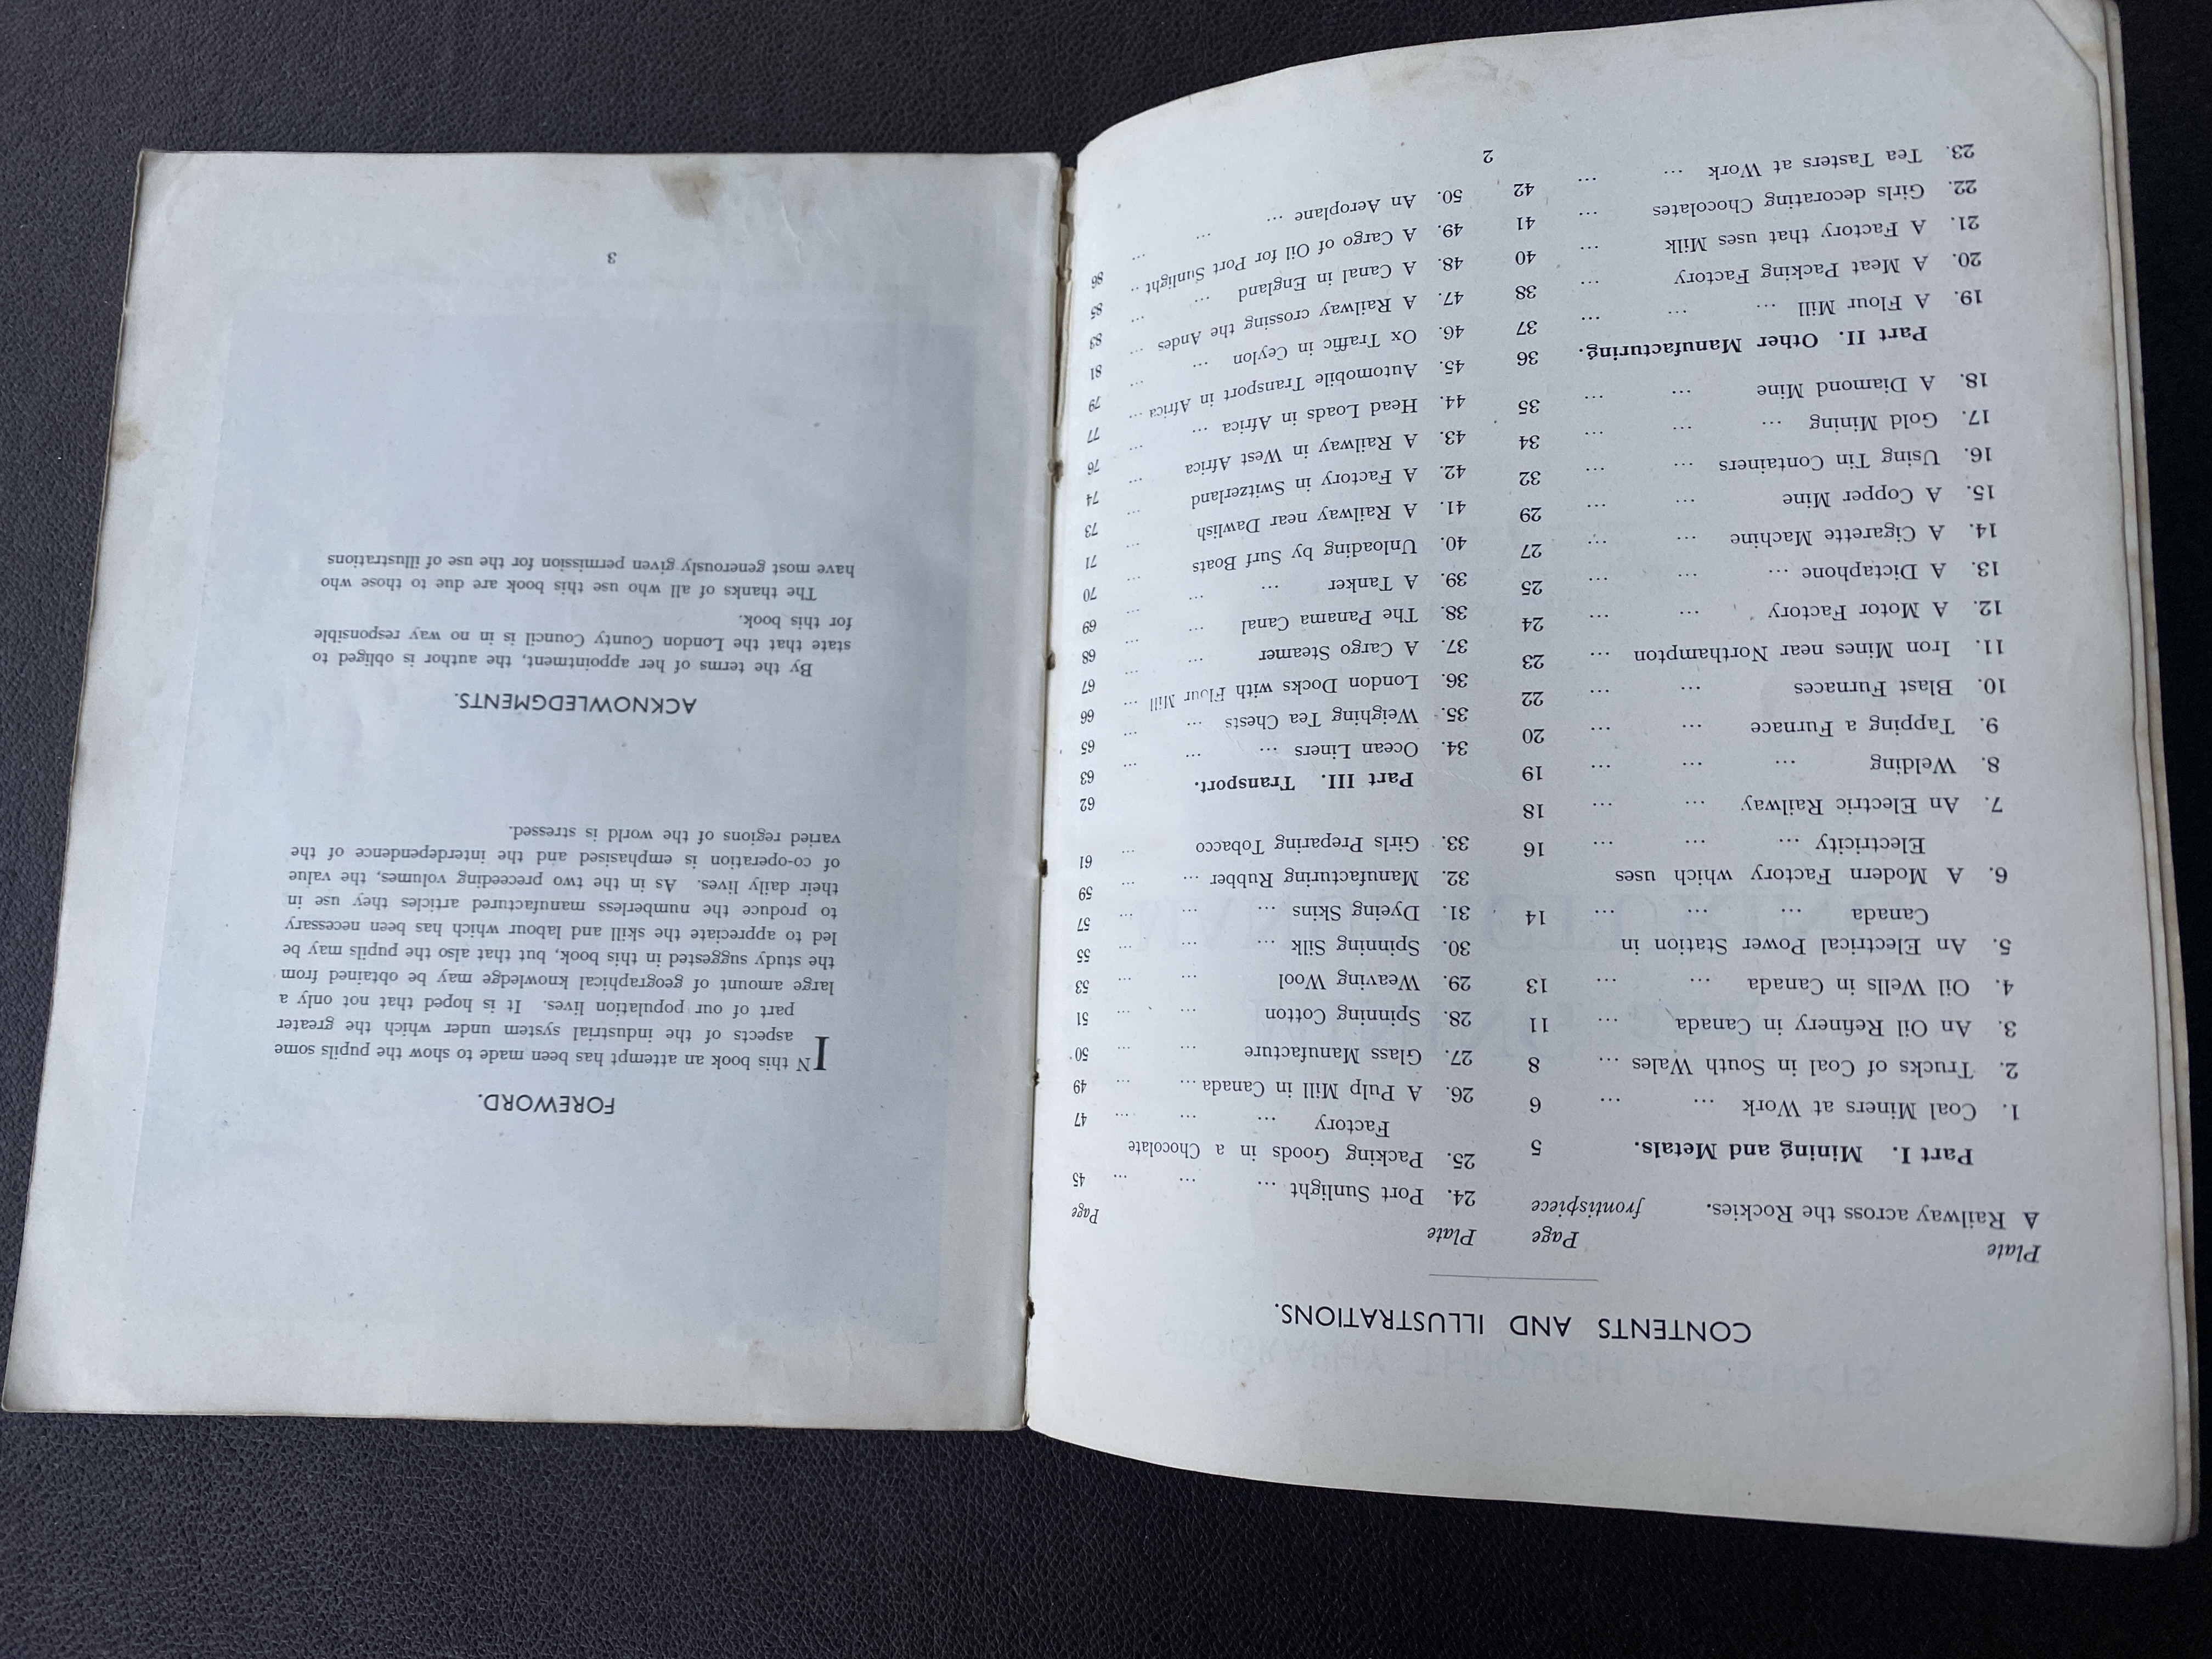 CONTENTS AND ILLUSTRATIONS.
Plate Page
A Railway across the Rockies. frontispiece
Part I. Mining and Metals. 5
1. Coal Miners at Work ... ... 6
2. Trucks of Coal in South Wales ... 8
3. An Oil Refinery in Canada ... 11
4. Oil Wells in Canada ... ... 13
5. An Electrical Power Station in
Canada ... ... ... 14
6. A Modern Factory which uses
Electricity ... ... ... 16
7. An Electric Railway ... ... 18
8. Welding ... ... ... 19
9. Tapping a Furnace ... ... 20
10. Blast Furnaces ... ... 22
11. Iron Mines near Northampton ... 23
12. A Motor Factory ... ... 24
13. A Dictaphone ... ... ... 25
14. A Cigarette Machine ... ... 27
15. A Copper Mine ... ... 29
16. Using Tin Containers ... ... 32
17. Gold Mining ... ... ... 34
18. A Diamond Mine ... ... 35
Part II. Other Manufacturing. 36
19. A Flour Mill ... ... ... 37
20. A Meat Packing Factory ... 38
21. A Factory that uses Milk ... 40
22. Girls decorating Chocolates ... 41
23. Tea Tasters at Work ... ... 42
Plate Page
24. Port Sunlight ... ... ... 45
25. Packing Goods in a Chocolate
Factory ... ... ... 47
26. A Pulp Mill in Canada ... ... 49
27. Glass Manufacture ... ... 50
28. Spinning Cotton ... ... 51
29. Weaving Wool ... ... 53
30. Spinning Silk ... ... ... 55
31. Dyeing Skins ... ... ... 57
32. Manufacturing Rubber ... ... 59
33. Girls Preparing Tobacco ... 61
Part III. Transport. 62
34. Ocean Liners ... ... ... 63
35. Weighing Tea Chests ... ... 65
36. London Docks with Flour Mill ... 66
37. A Cargo Steamer ... ... 67
38. The Panama Canal ... ... 68
39. A Tanker ... ... ... 69
40. Unloading by Surf Boats ... 70
41. A Railway near Dawlish ... 71
42. A Factory in Switzerland ... 73
43. A Railway in West Africa ... 74
44. Head Loads in Africa ... ... 76
45. Automobile Transport in Africa ... 77
46. Ox Traffic in Ceylon ... ... 79
47. A Railway crossing the Andes ... 81
48. A Canal in England ... ... 83
49. A Cargo of Oil for Port Sunlight .. 85
50. An Aeroplane ... ... ... 86
2
FOREWORD.
IN this book an attempt has been made to show the pupils some
aspects of the industrial system under which the greater
part of our population lives. It is hoped that not only a
large amount of geographical knowledge may be obtained from
the study suggested in this book, but that also the pupils may be
led to appreciate the skill and labour which has been necessary
to produce the numberless manufactured articles they use in
their daily lives. As in the two preceeding volumes, the value
of co-operation is emphasised and the interdependence of the
varied regions of the world is stressed.
ACKNOWLEDGMENTS.
By the terms of her appointment, the author is obliged to
state that the London County Council is in no way responsible
for this book.
The thanks of all who use this book are due to those who
have most generously given permission for the use of illustrations
3